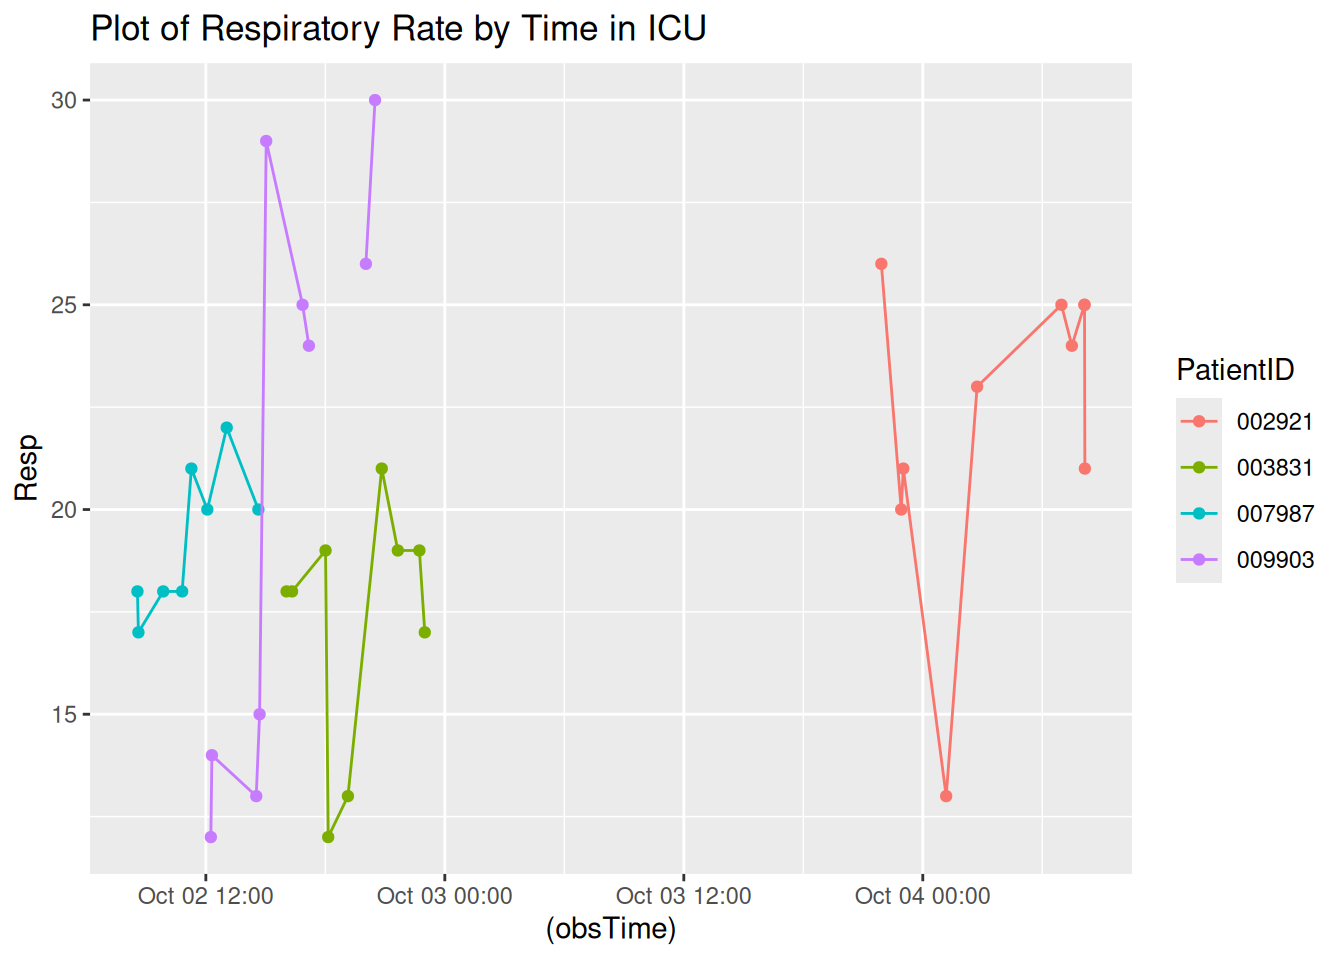 Plot of Respiratory Rate by Time in ICU
30
25
20
15
Resp
Oct 02 12:00 Oct 03 00:00 Oct 03 12:00 Oct 04 00:00
(obsTime)
PatientID
002921
003831
007987
009903